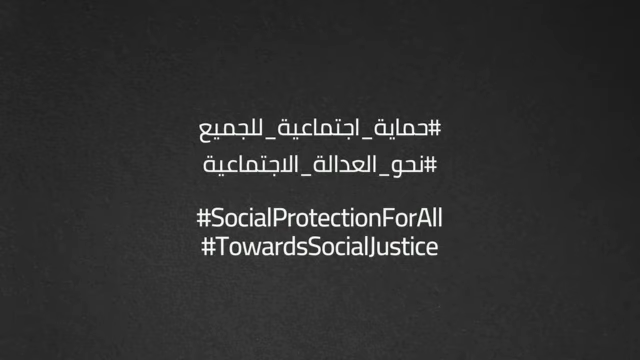 #حماية_اجتماعية_للجميع
#نحو_العدالة_الاجتماعية
#SocialProtectionForAll
#TowardsSocialJustice